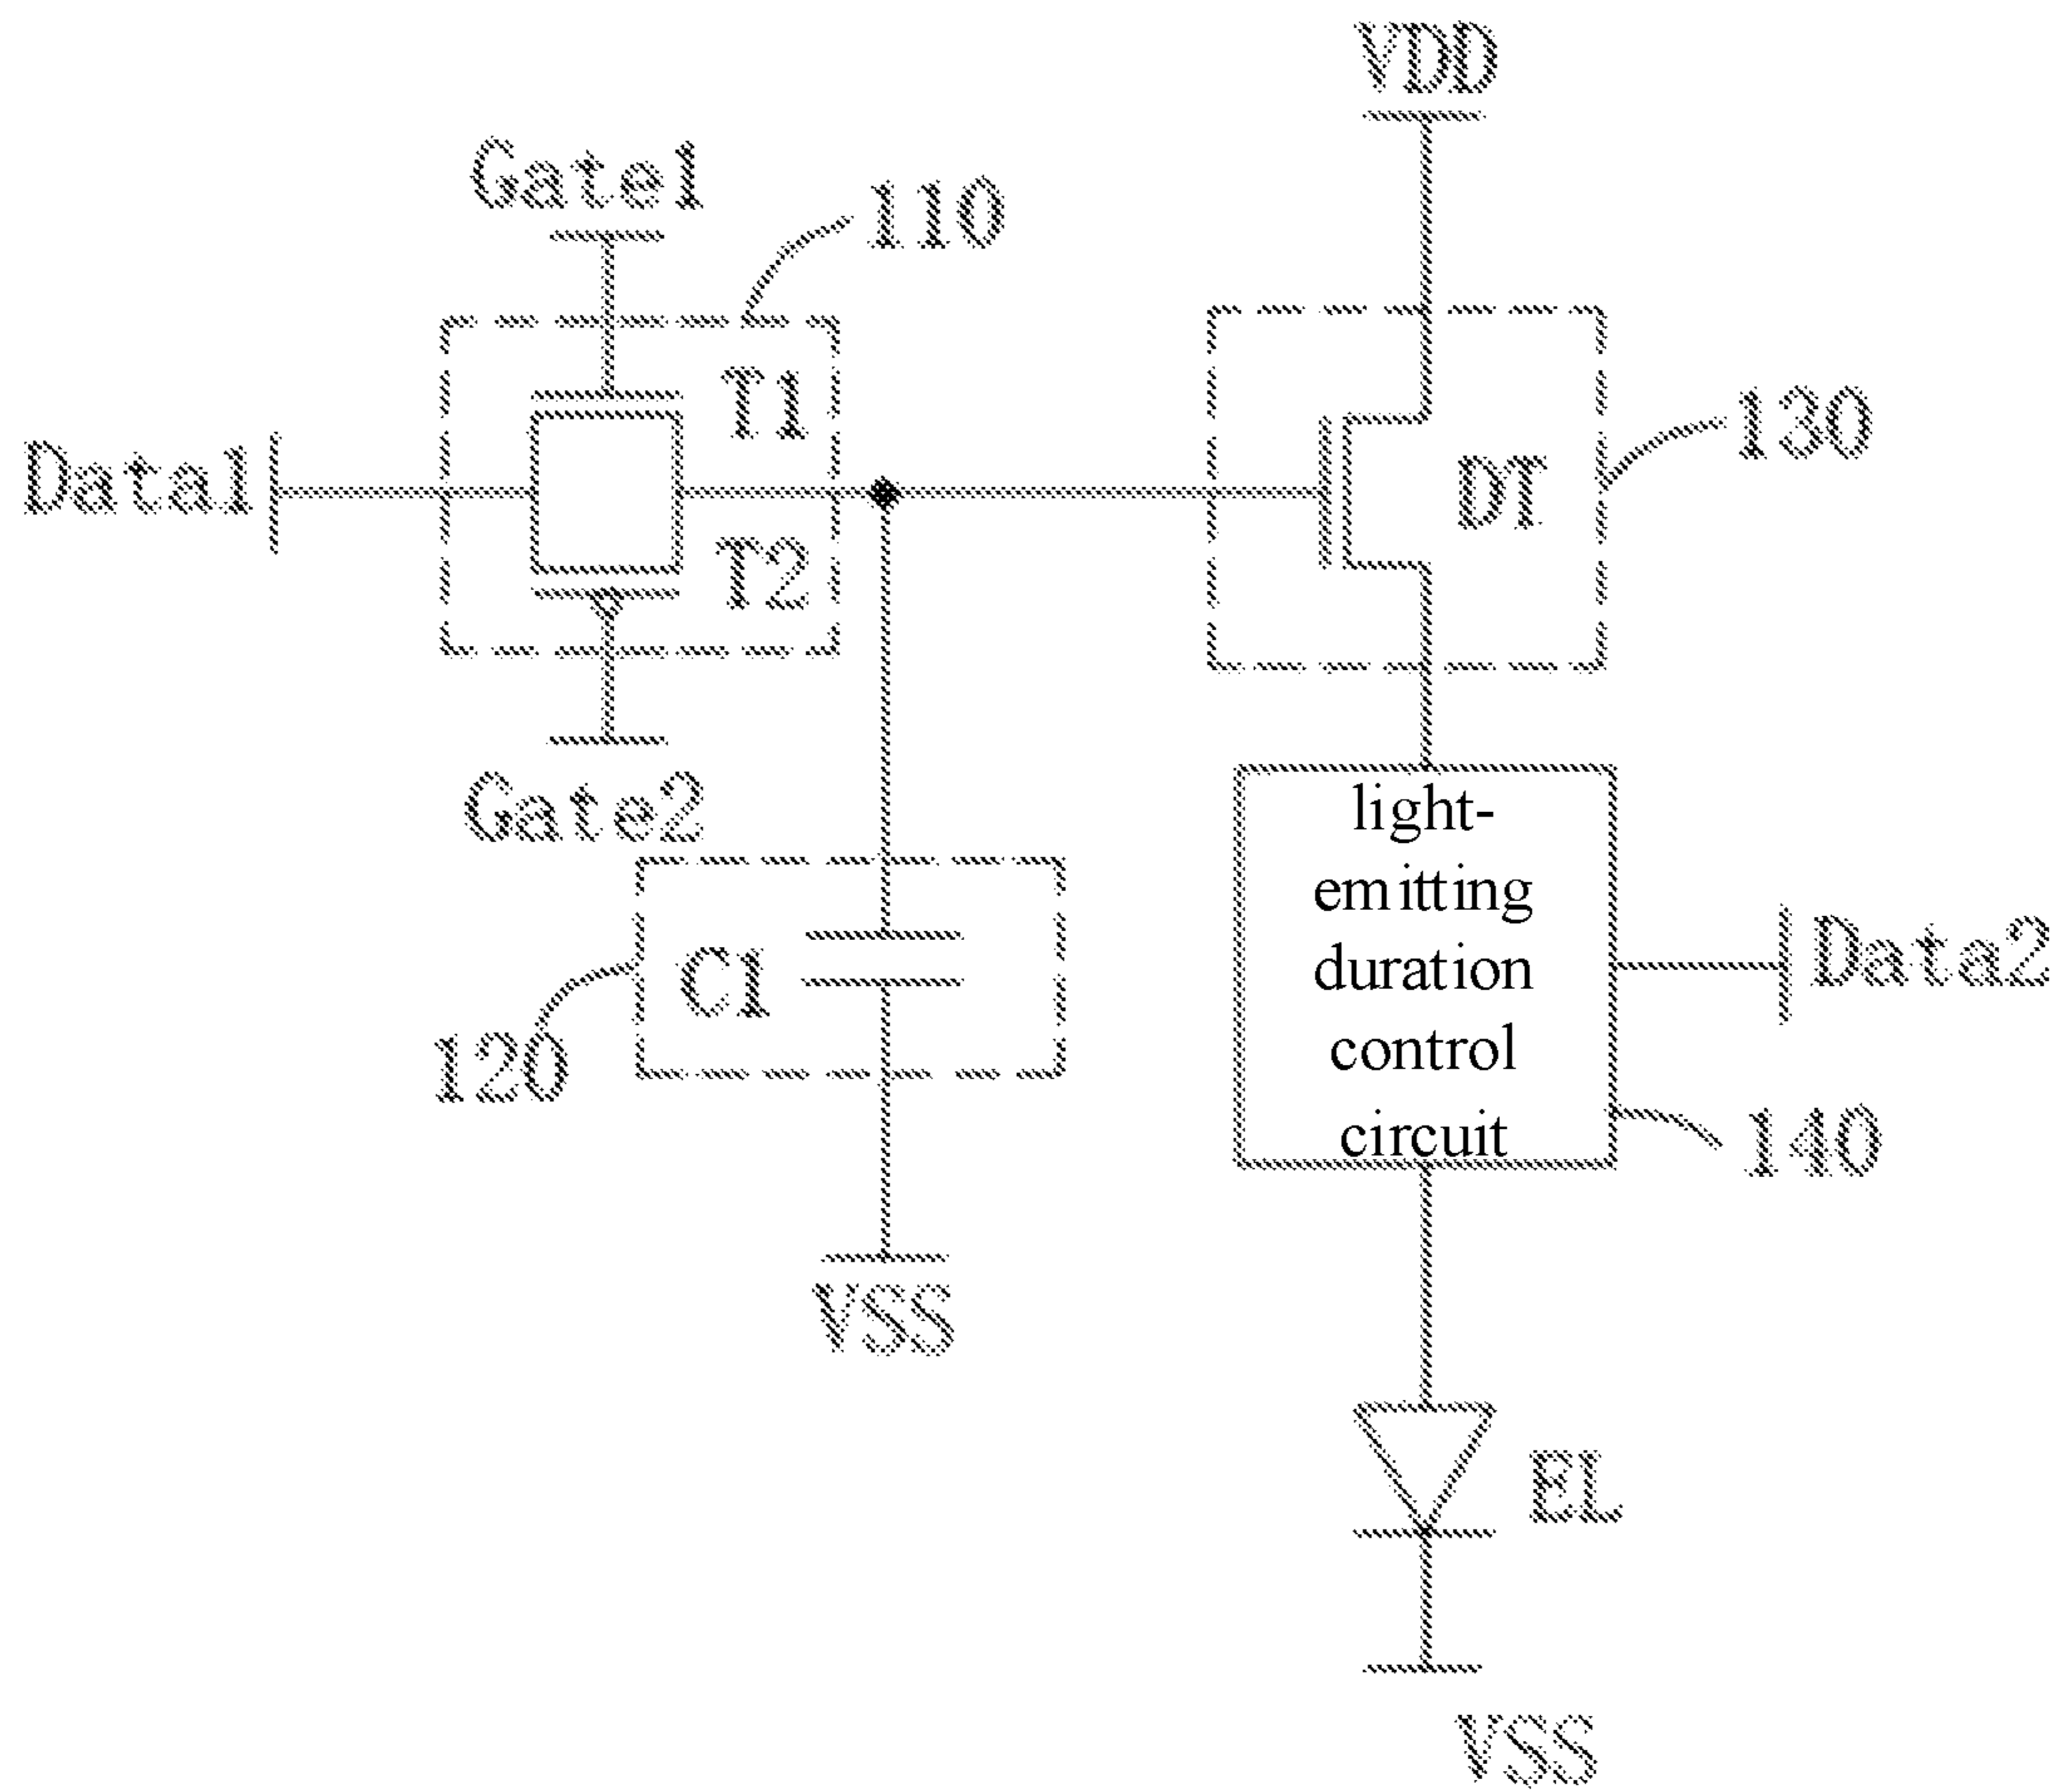 VDD
Gate1
110
T1
130
Data1
DT
T2
Gate2
light-
emitting
duration
control
circuit
Data2
C1
120
140
VSS
EL
VSS